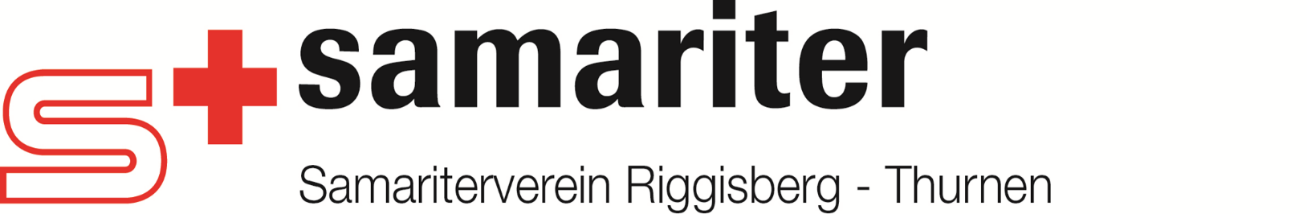 s+ samariter
Samariterverein Riggisberg - Thurnen